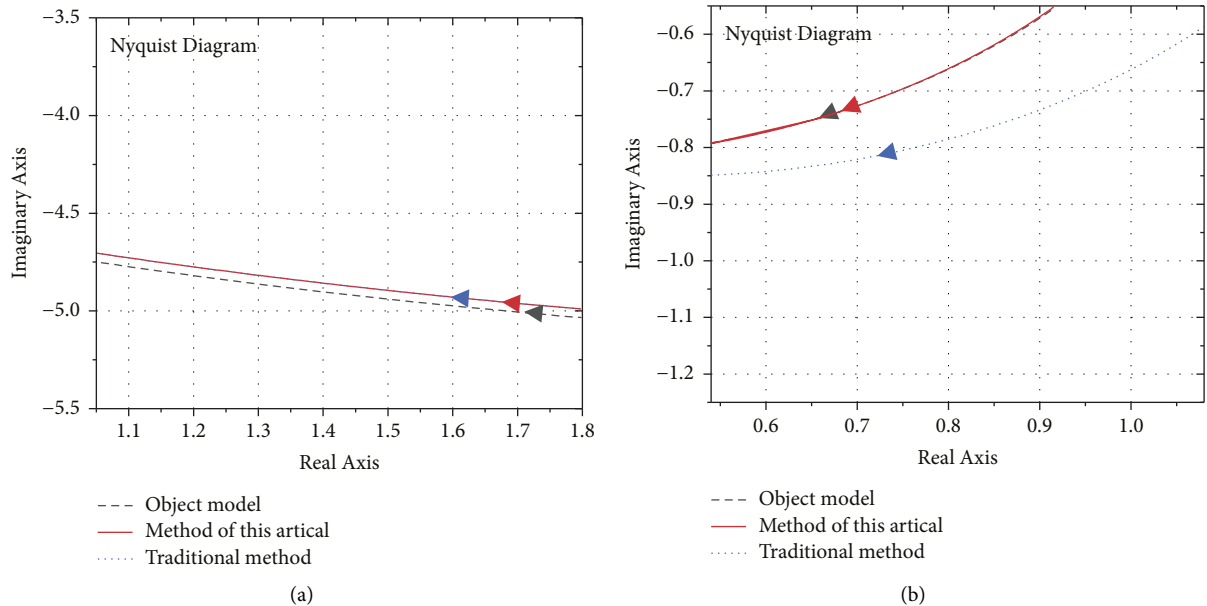 Nyquist Diagram
−3.5
−4.0
−4.5
−5.0
−5.5
Imaginary Axis
1.1 1.2 1.3 1.4 1.5 1.6 1.7 1.8
Real Axis
Object model
Method of this artical
Traditional method
(a)
Nyquist Diagram
−0.6
−0.7
−0.8
−0.9
−1.0
−1.1
−1.2
Imaginary Axis
0.6 0.7 0.8 0.9 1.0
Real Axis
Object model
Method of this artical
Traditional method
(b)